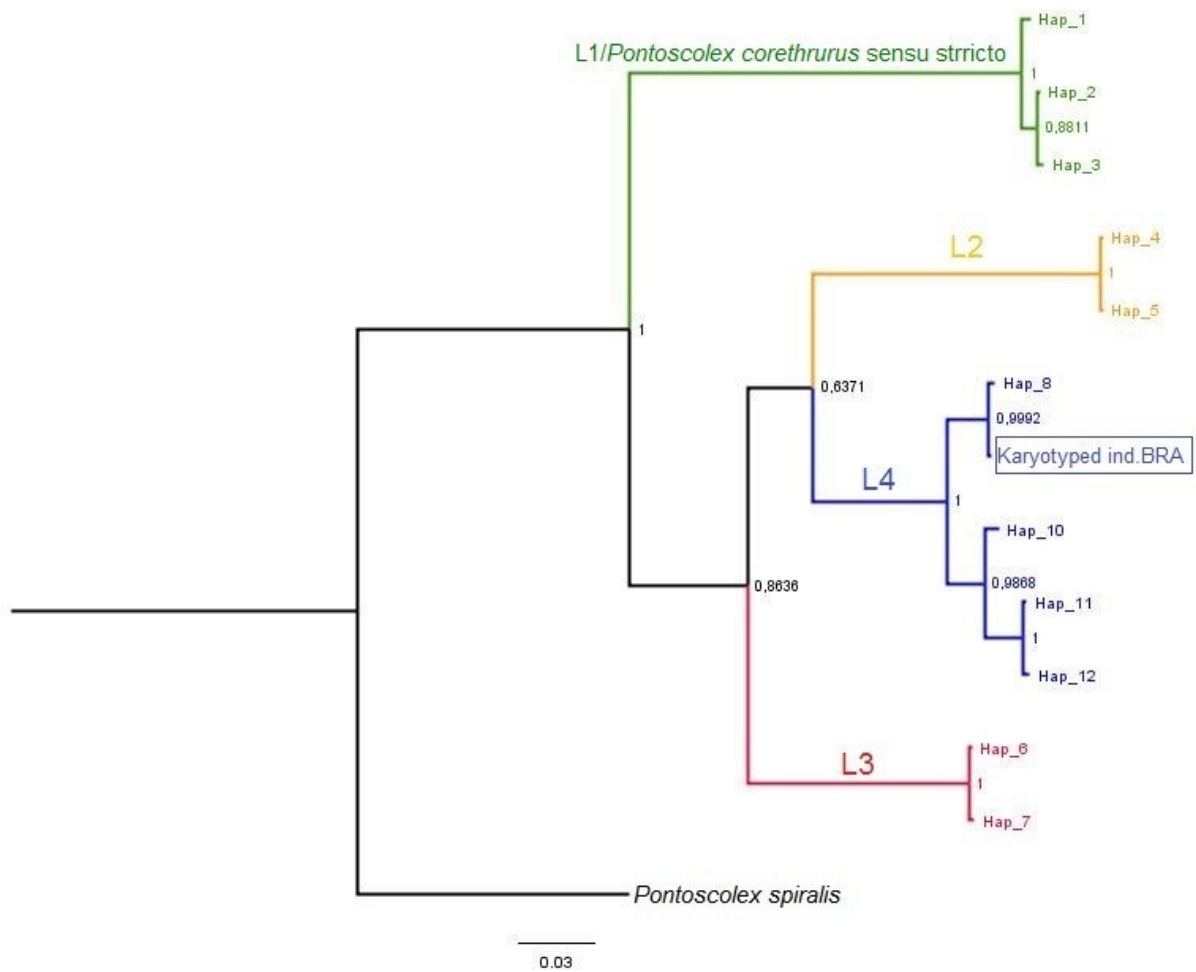 Hap_1
L1/Pontoscolex corethrurus sensu strricto
1
Hap_2
0,8811
Hap_3
Hap_4
L2
1
Hap_5
1
Hap_8
0,6371
0,9992
Karyotyped ind.BRA
L4
1
Hap_10
0,9868
0,8636
Hap_11
1
Hap_12
Hap_6
L3
1
Hap_7
Pontoscolex spiralis
0.03